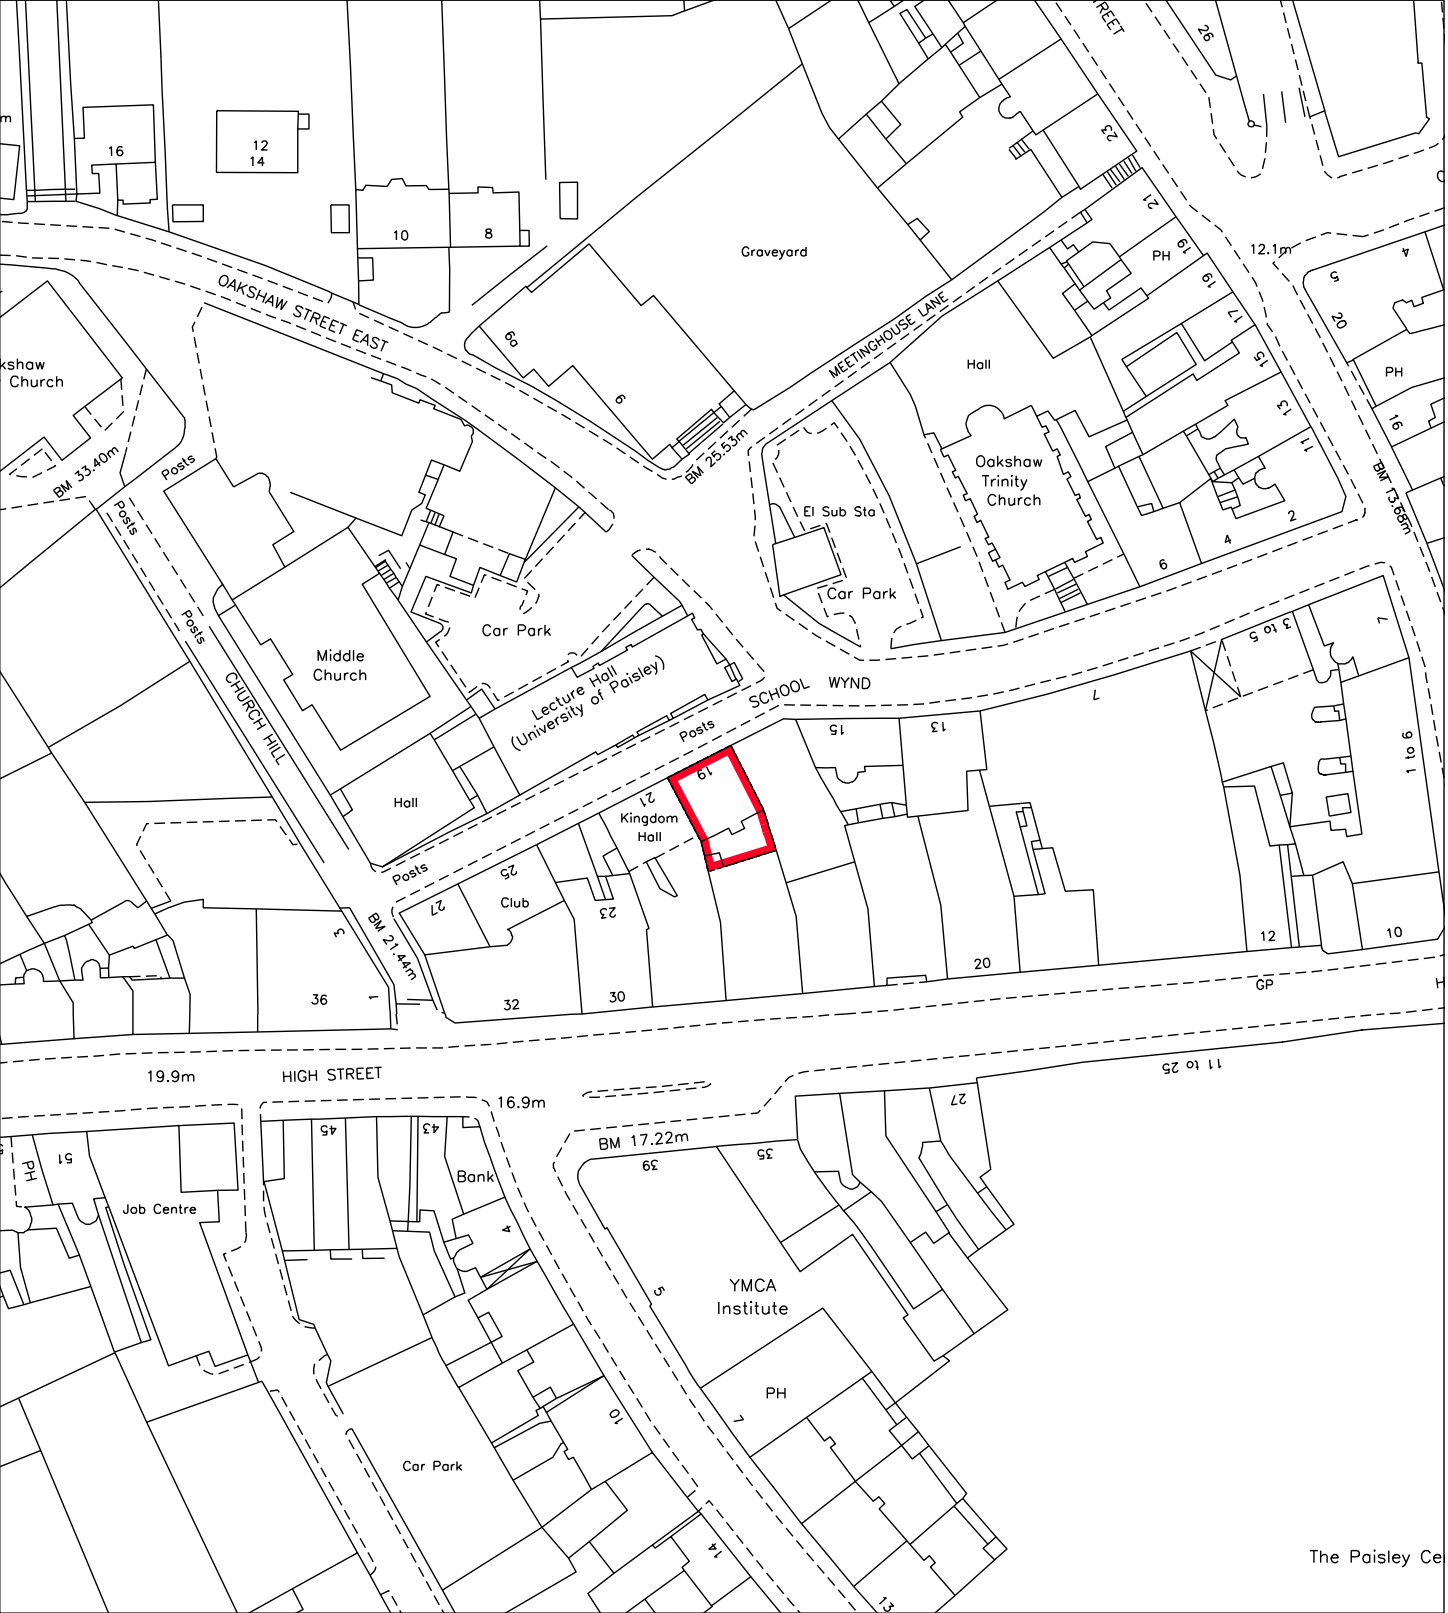 REET
26
m
16
12
14
23
21
PH
19
19
12.1m
4
5
10
8
Graveyard
OAKSHAW STREET EAST
MEETINGHOUSE LANE
17
20
9a
15
kshaw
Church
Hall
PH
9
13
16
11
BM 33.40m
Posts
BM 25.53m
Oakshaw
Trinity
Church
BM 13.68m
Posts
El Sub Sta
2
4
6
Car Park
Posts
Car Park
3 to 5
7
Middle
Church
CHURCH HILL
Lecture Hall
(University of Paisley)
SCHOOL WYND
7
Posts
15
13
1 to 6
19
Hall
21
Kingdom
Hall
Posts
25
Club
27
23
3
BM 21.44m
12
10
20
36
1
32
30
GP
H
19.9m
HIGH STREET
11 to 25
16.9m
27
45
43
BM 17.22m
39
35
51
PH
Bank
Job Centre
4
5
YMCA
Institute
PH
7
10
Car Park
14
13
The Paisley Ce